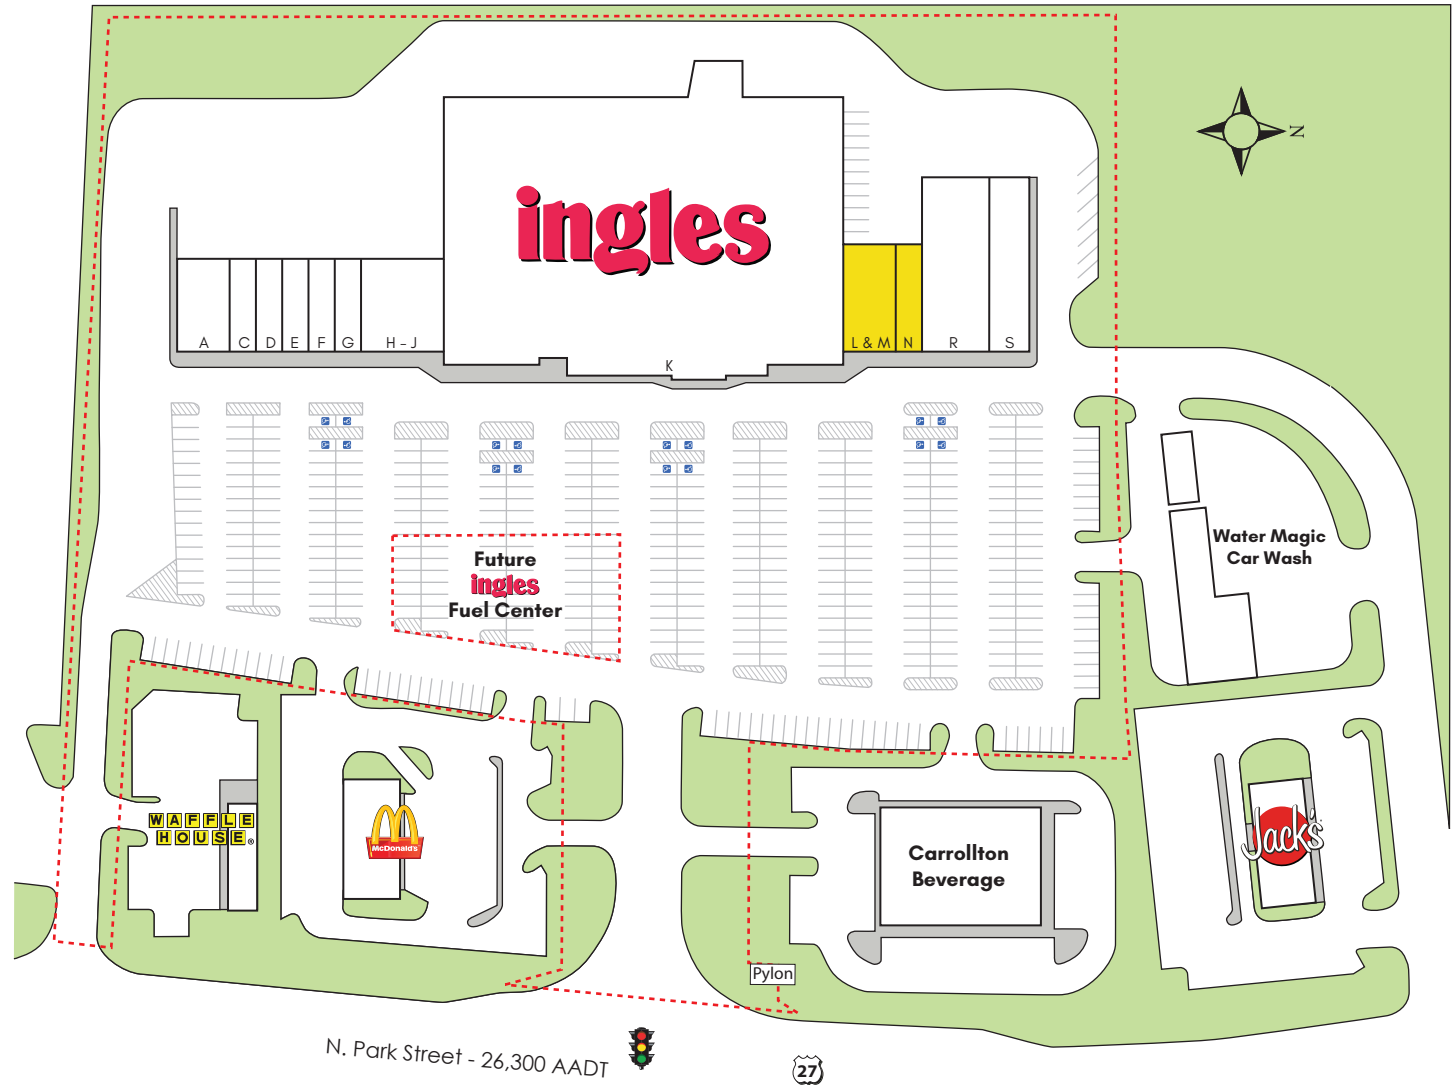 N
ingles
A
C
D
E
F
G
H - J
K
L & M
N
R
S
Future
ingles
Fuel Center
Water Magic
Car Wash
WAFFLE
HOUSE®
McDonald's
Carrollton
Beverage
Jack's
Pylon
N. Park Street - 26,300 AADT
27